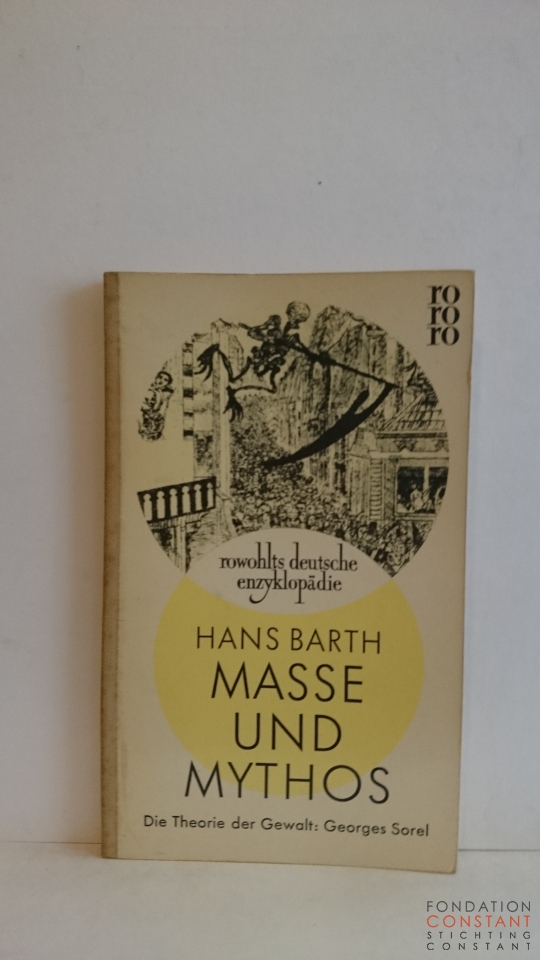 ro
ro
ro
rowohlts deutsche
enzyklopädie
HANS BARTH
MASSE
UND
MYTHOS
Die Theorie der Gewalt: Georges Sorel
FONDATION
CONSTANT
STICHTING
CONSTANT